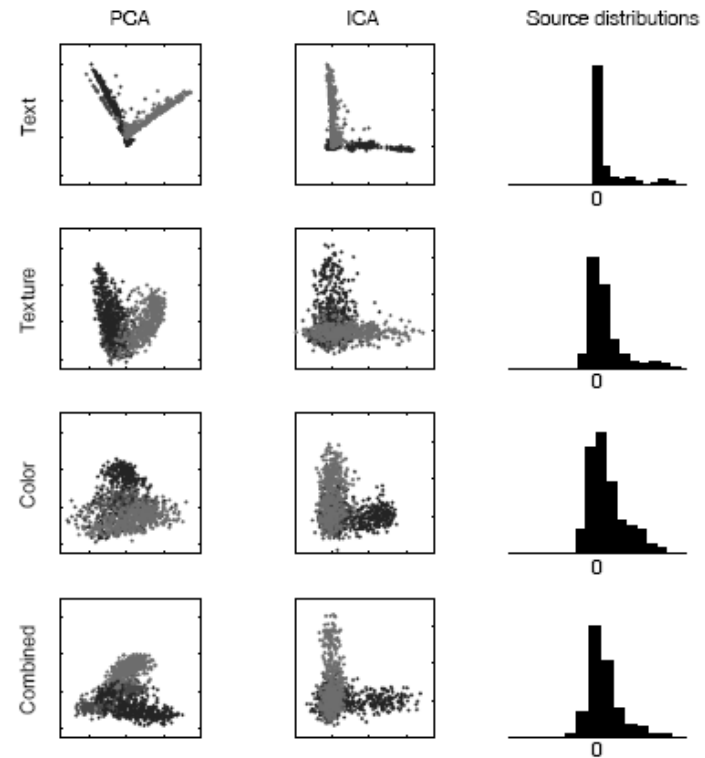 PCA
ICA
Source distributions
Text
0
Texture
0
Color
0
Combined
0